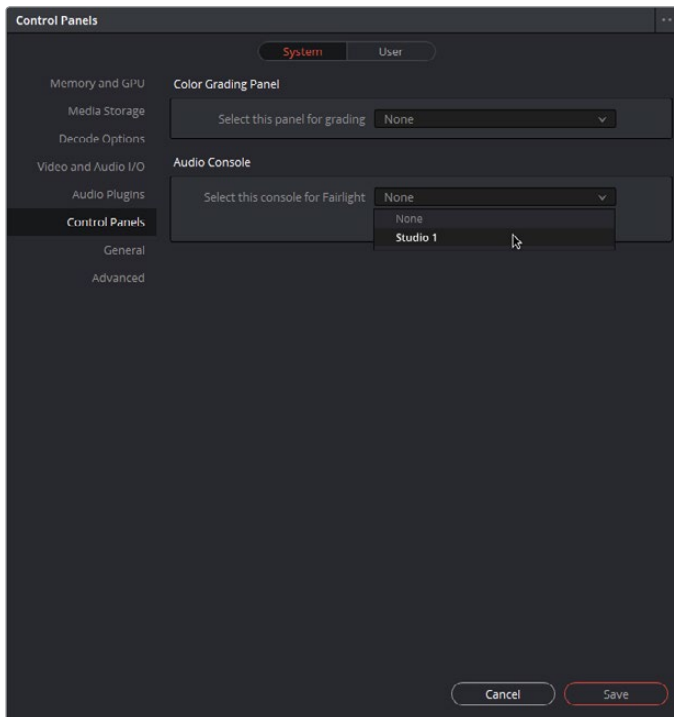 Control Panels
System User
Memory and GPU
Media Storage
Decode Options
Video and Audio I/O
Audio Plugins
Control Panels
General
Advanced
Color Grading Panel
Select this panel for grading None
Audio Console
Select this console for Fairlight None
None
Studio 1
Cancel Save